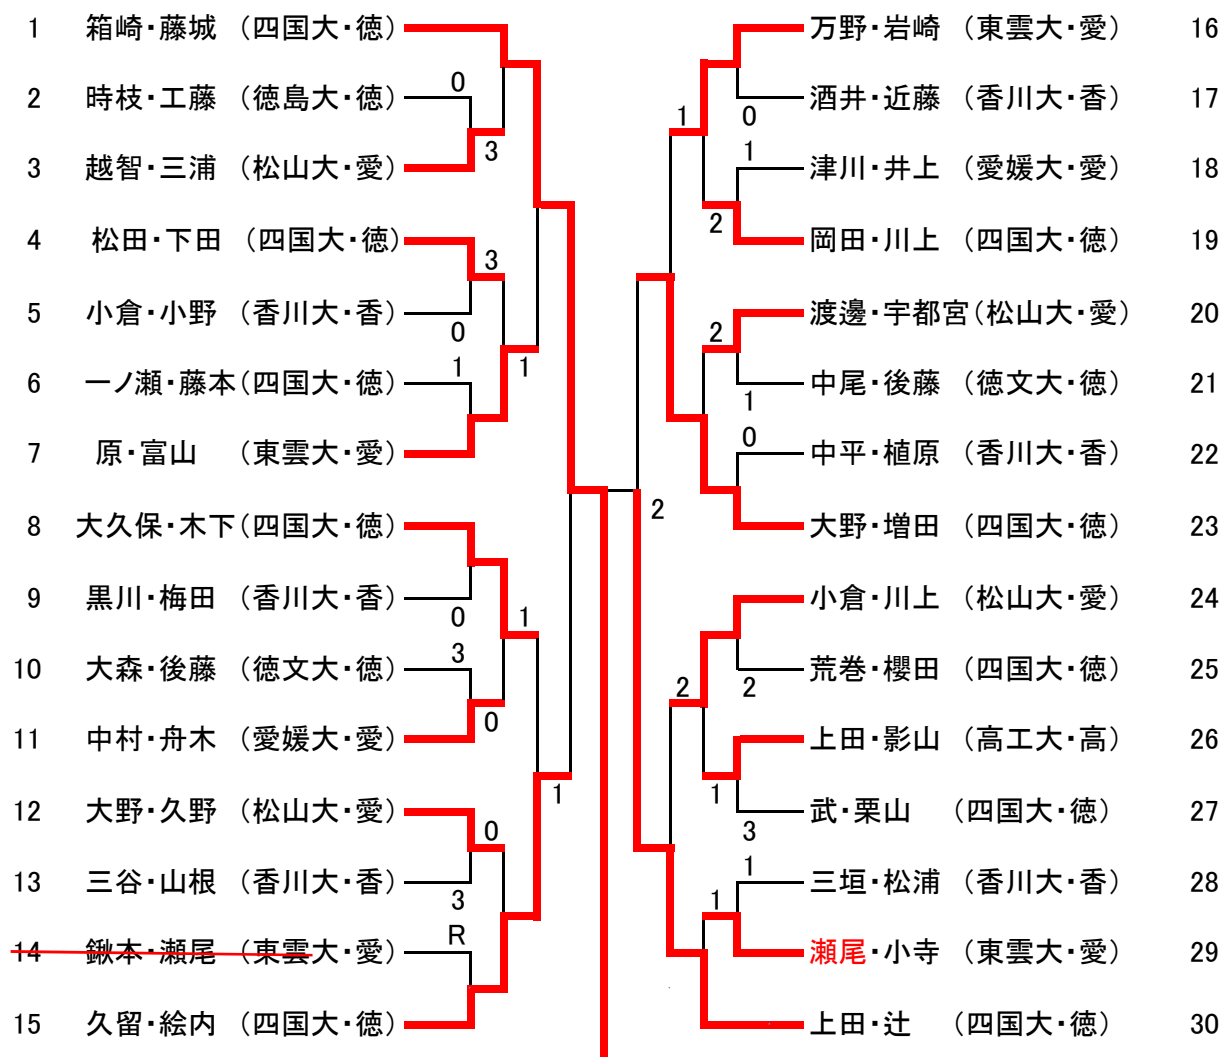 1 箱崎・藤城 （四国大・徳）
0
2 時枝・工藤 （徳島大・徳）
3
3 越智・三浦 （松山大・愛）
4 松田・下田 （四国大・徳）
3
5 小倉・小野 （香川大・香）
0
1
6 一ノ瀬・藤本（四国大・徳）
1
7 原・富山 （東雲大・愛）
8 大久保・木下（四国大・徳）
9 黒川・梅田 （香川大・香）
0
1
3
10 大森・後藤 （徳文大・徳）
0
11 中村・舟木 （愛媛大・愛）
1
12 大野・久野 （松山大・愛）
0
13 三谷・山根 （香川大・香）
3
R
14 鍬本・瀬尾 （東雲大・愛）
15 久留・絵内 （四国大・徳）
万野・岩崎 （東雲大・愛） 16
酒井・近藤 （香川大・香） 17
0
1
1
津川・井上 （愛媛大・愛） 18
2
岡田・川上 （四国大・徳） 19
渡邊・宇都宮（松山大・愛） 20
2
中尾・後藤 （徳文大・徳） 21
1
0
中平・植原 （香川大・香） 22
2
大野・増田 （四国大・徳） 23
小倉・川上 （松山大・愛） 24
荒巻・櫻田 （四国大・徳） 25
2
2
上田・影山 （高工大・高） 26
1
武・栗山 （四国大・徳） 27
3
1
三垣・松浦 （香川大・香） 28
1
瀬尾・小寺 （東雲大・愛） 29
上田・辻 （四国大・徳） 30